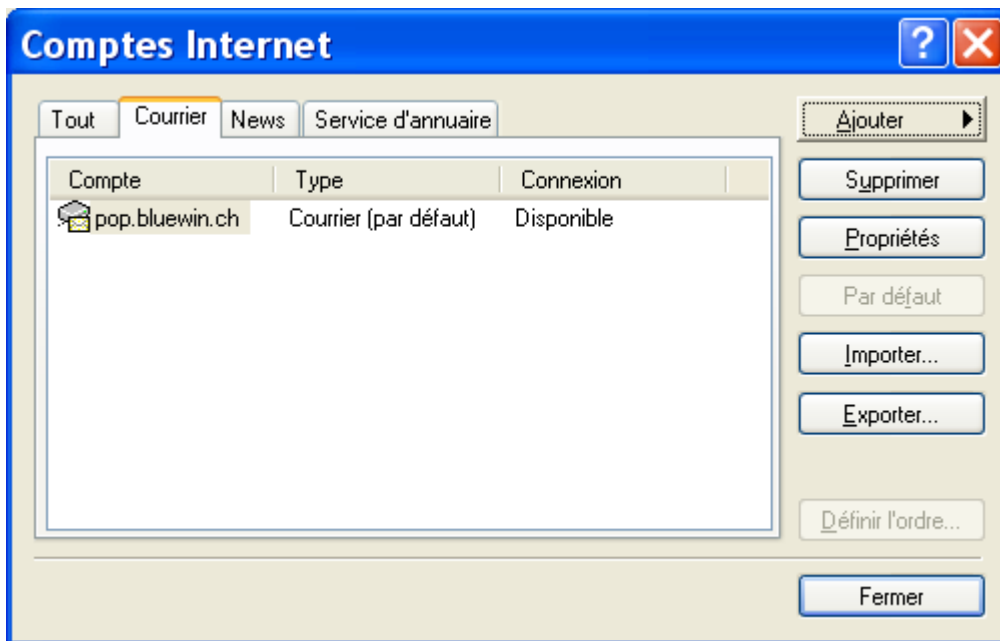 Comptes Internet
Tout Courrier News Service d'annuaire
Ajouter
Compte Type Connexion
Supprimer
pop.bluewin.ch Courrier (par défaut) Disponible
Propriétés
Par défaut
Importer...
Exporter...
Définir l'ordre...
Fermer